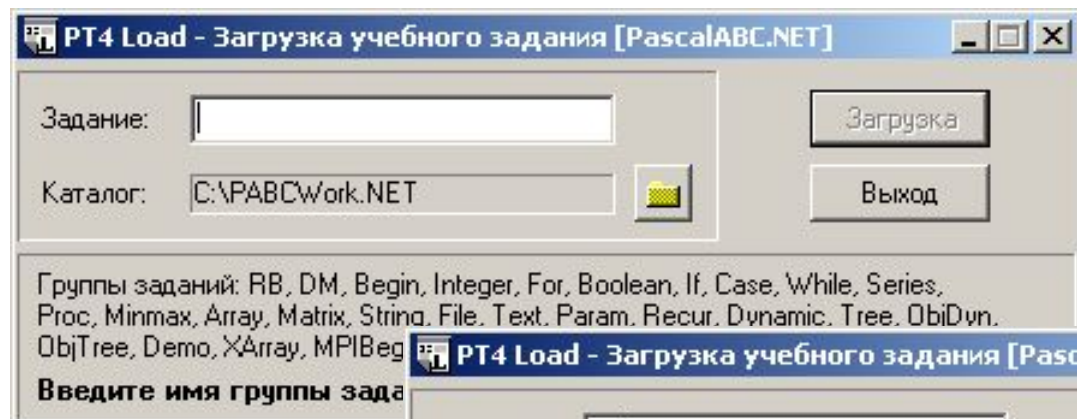 PT4 Load - Загрузка учебного задания [PascalABC.NET]
Задание:
Загрузка
Каталог: C:\PABCWork.NET
Выход
Группы заданий: RB, DM, Begin, Integer, For, Boolean, If, Case, While, Series,
Proc, Minmax, Array, Matrix, String, File, Text, Param, Recur, Dynamic, Tree, ObjDyn,
ObjTree, Demo, XArray, MPIBeg
PT4 Load - Загрузка учебного задания [Pasc
Введите имя группы зада